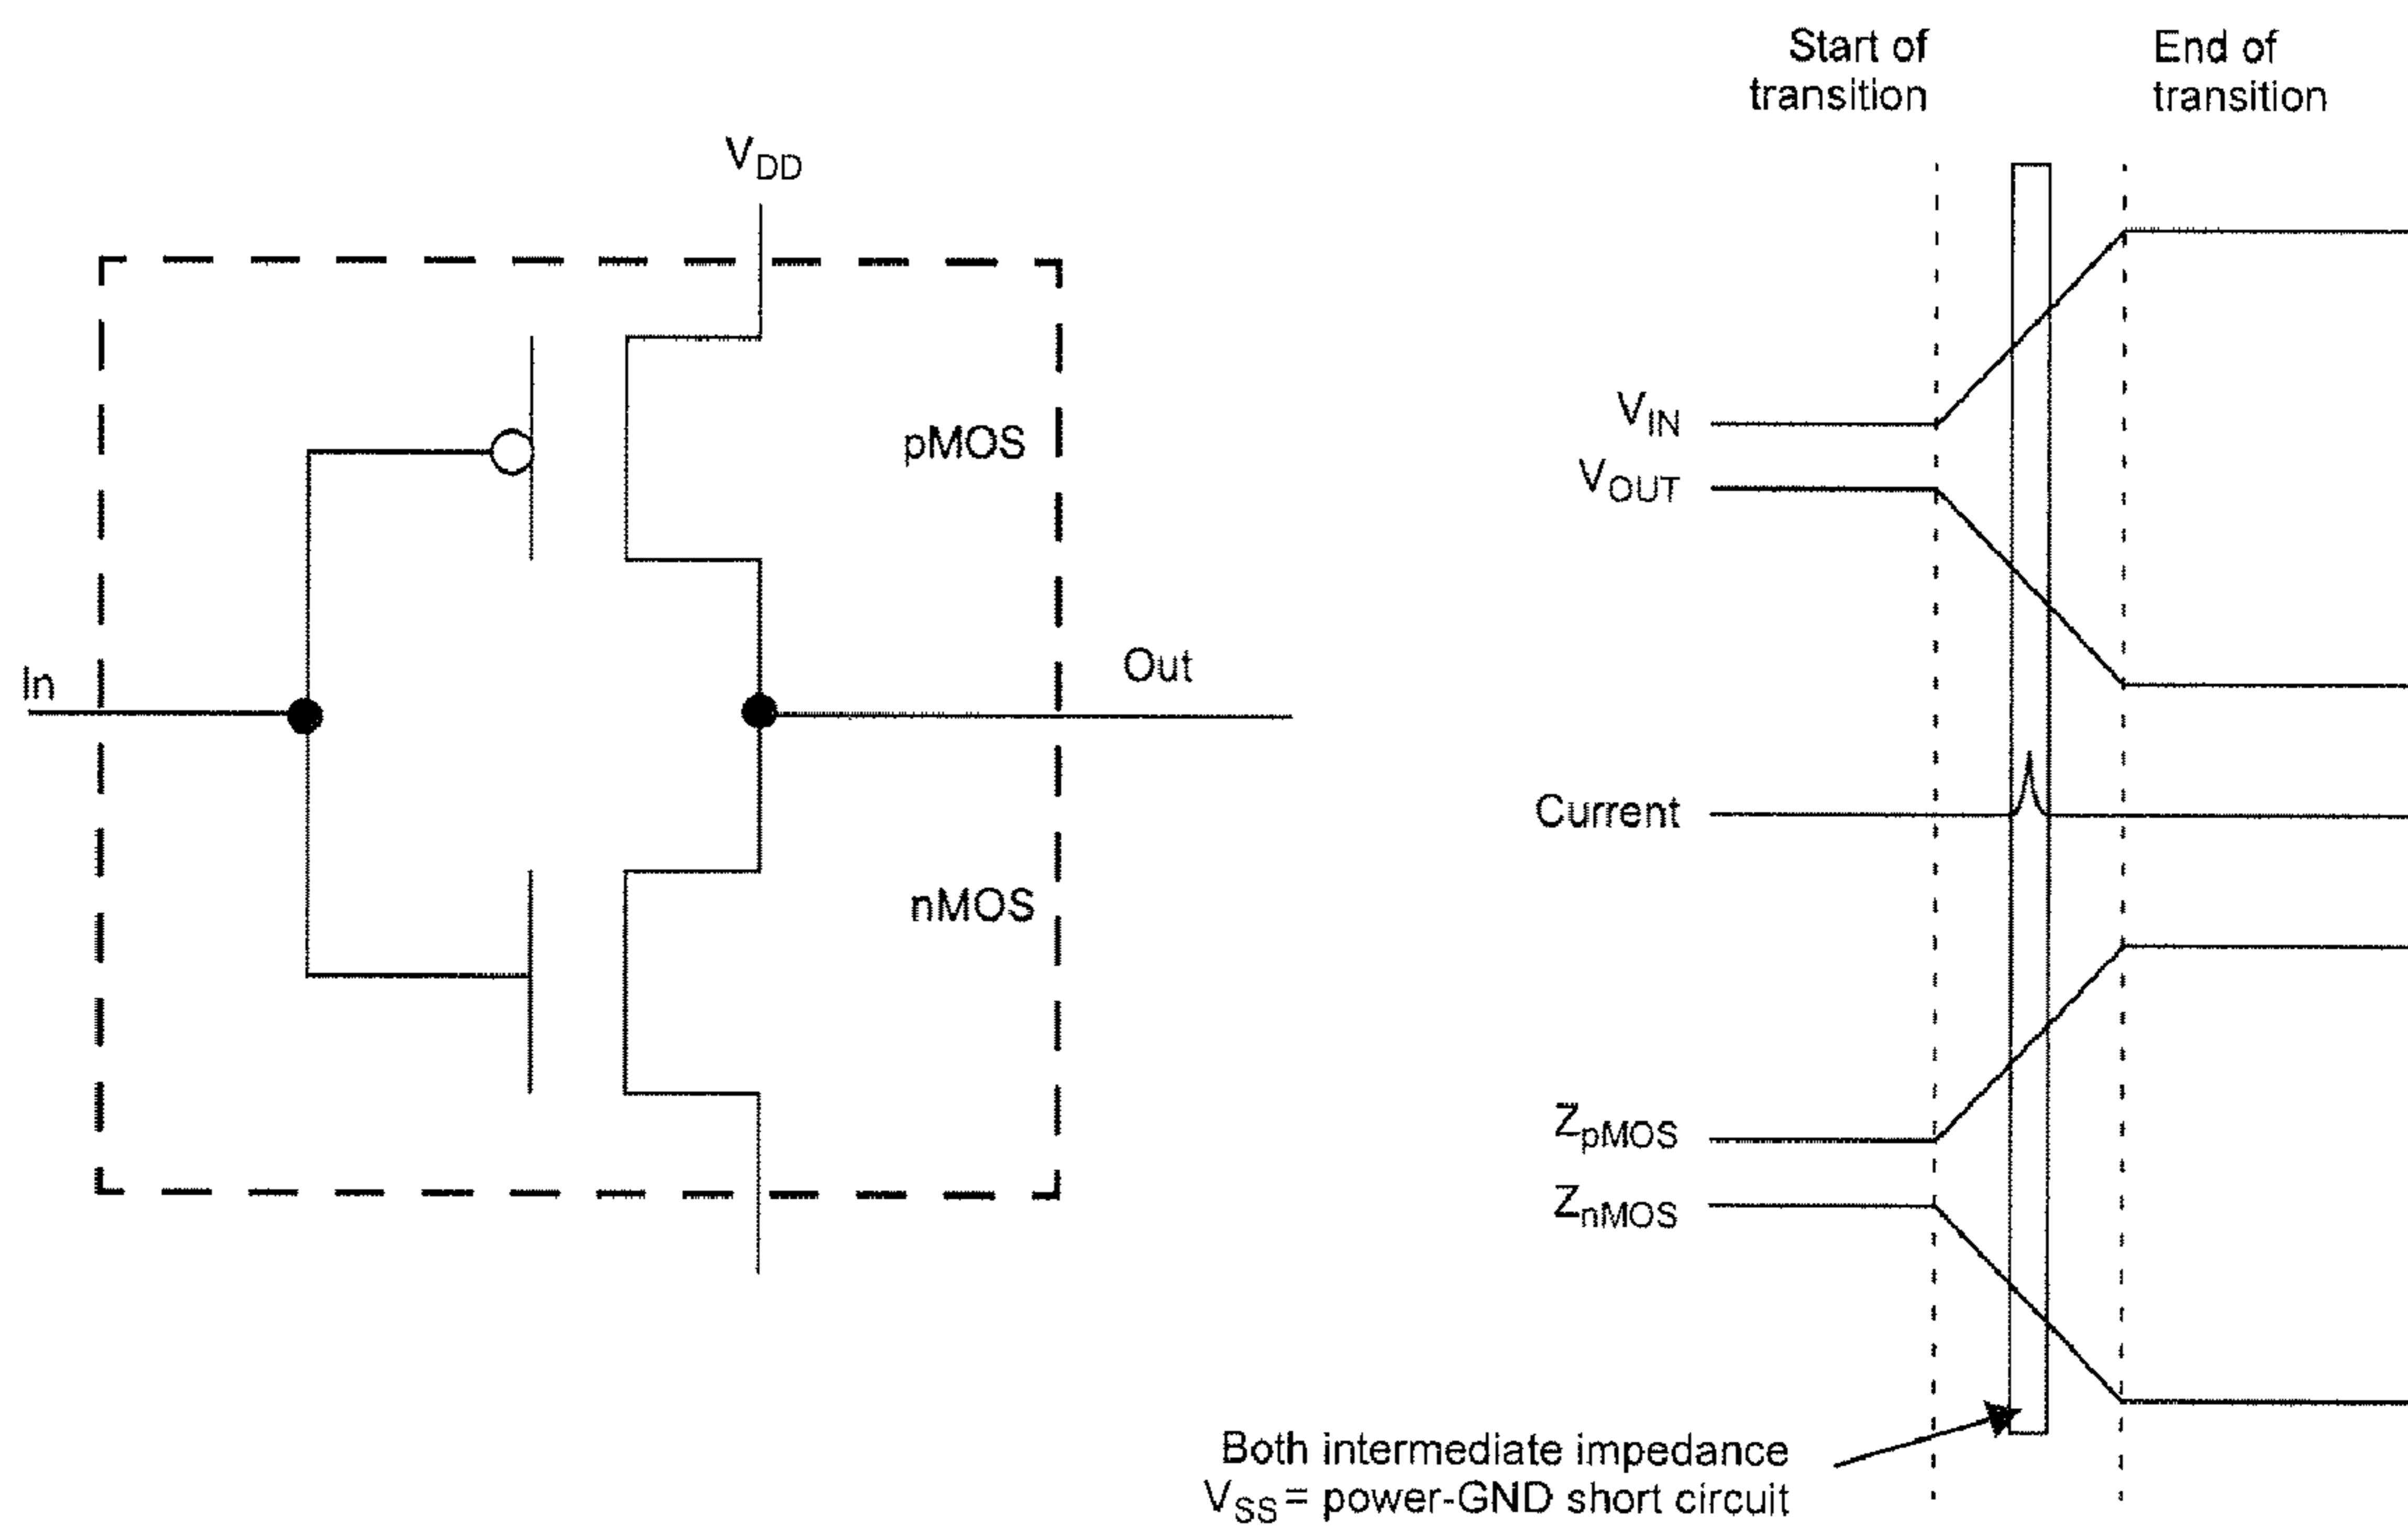 Start of
transition
End of
transition
VDD
pMOS
In
Out
nMOS
VIN
VOUT
Current
ZpMOS
ZnMOS
Both intermediate impedance
VSS = power-GND short circuit